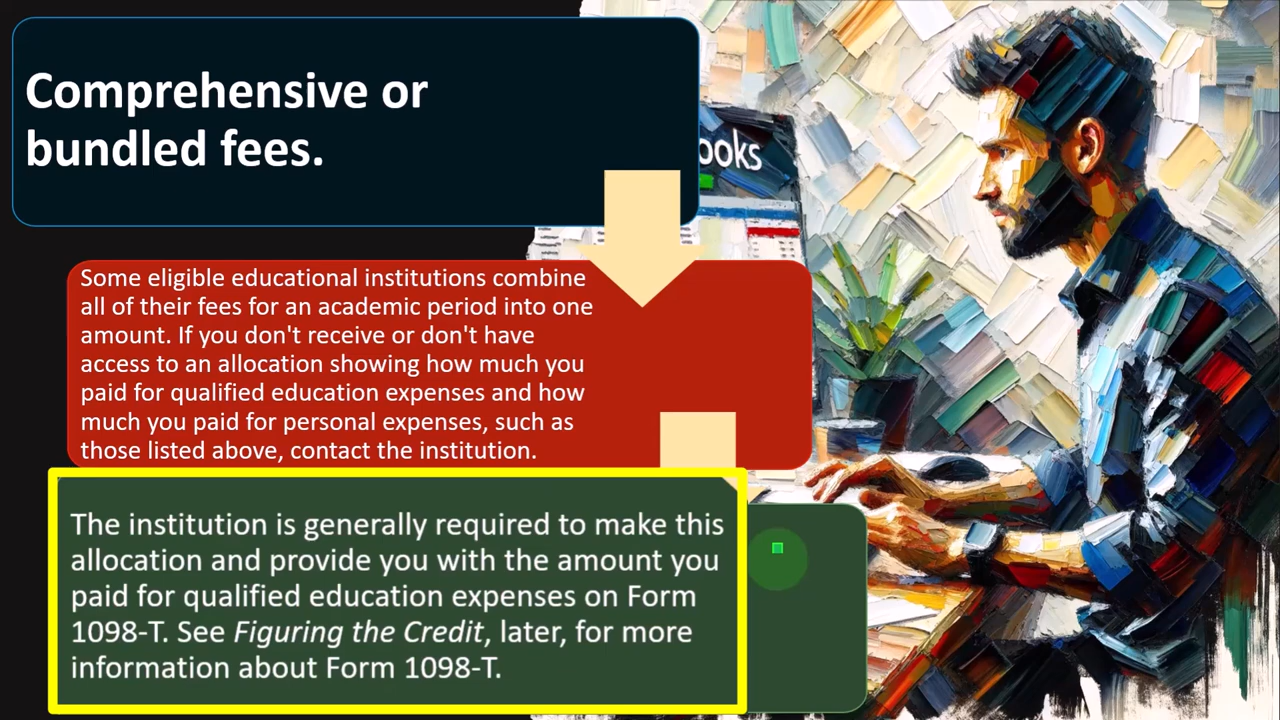 Comprehensive or
bundled fees.
ooks
Some eligible educational institutions combine
all of their fees for an academic period into one
amount. If you don't receive or don't have
access to an allocation showing how much you
paid for qualified education expenses and how
much you paid for personal expenses, such as
those listed above, contact the institution.
The institution is generally required to make this
allocation and provide you with the amount you
paid for qualified education expenses on Form
1098-T. See Figuring the Credit, later, for more
information about Form 1098-T.